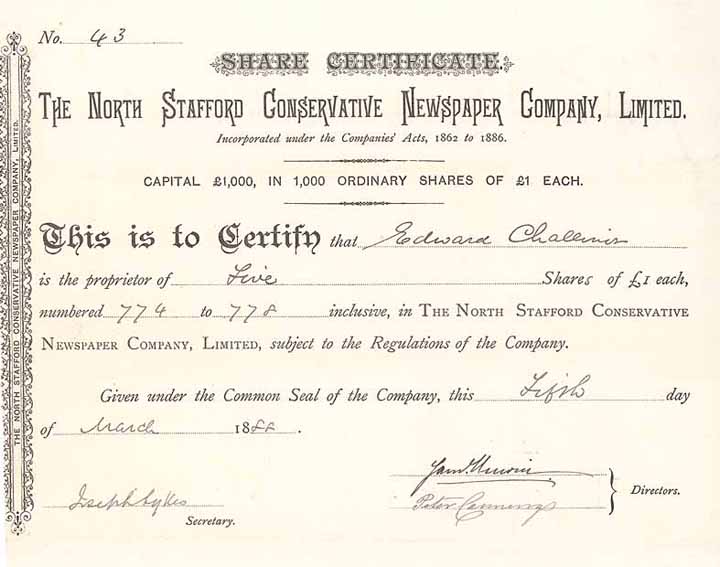 No. 43
SHARE CERTIFICATE.
THE NORTH STAFFORD CONSERVATIVE NEWSPAPER COMPANY, LIMITED.
Incorporated under the Companies' Acts, 1862 to 1886.
CAPITAL £1,000, IN 1,000 ORDINARY SHARES OF £1 EACH.
This is to Certify that Edward Challinor
is the proprietor of Five Shares of £1 each,
numbered 774 to 778 inclusive, in THE NORTH STAFFORD CONSERVATIVE
NEWSPAPER COMPANY, LIMITED, subject to the Regulations of the Company.
Given under the Common Seal of the Company, this Fifth day
of March 1888.
Joseph Sykes
Secretary.
Peter
Directors.
THE NORTH STAFFORD CONSERVATIVE NEWSPAPER COMPANY, LIMITED.